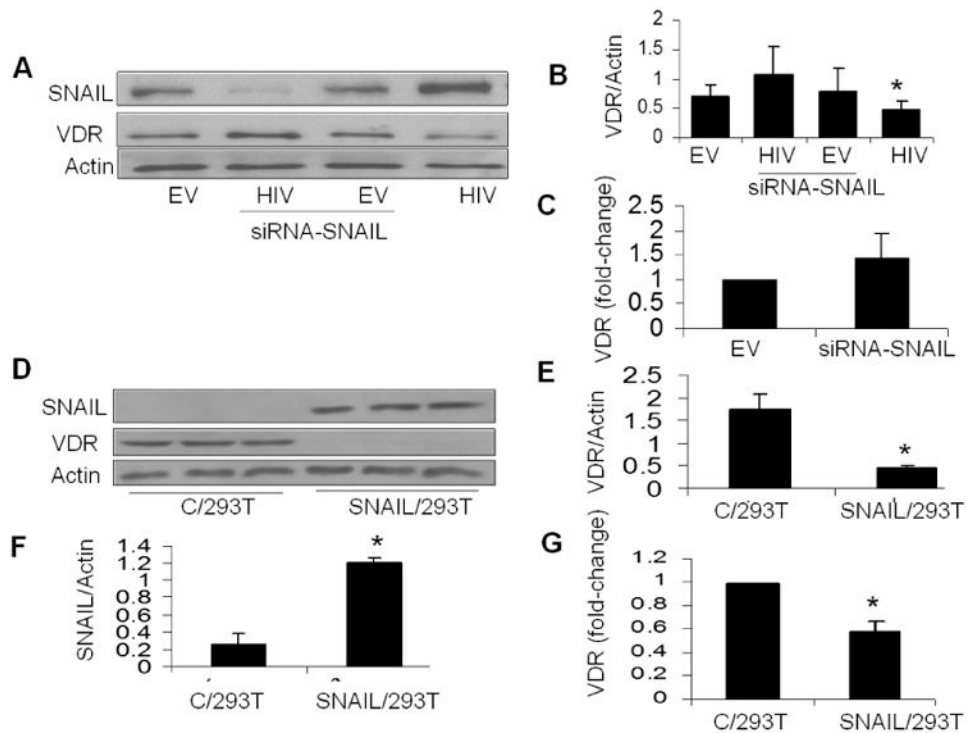 A
SNAIL
VDR
Actin
EV HIV EV HIV
siRNA-SNAIL
B
VDR/Actin
2
1.5
1
0.5
0
*
EV HIV EV HIV
siRNA-SNAIL
C
VDR (fold-change)
2.5
2
1.5
1
0.5
0
EV siRNA-SNAIL
D
SNAIL
VDR
Actin
C/293T SNAIL/293T
E
VDR/Actin
2.5
2
1.5
1
0.5
0
*
C/293T SNAIL/293T
F
SNAIL/Actin
1.4
1.2
1
0.8
0.6
0.4
0.2
0
*
C/293T SNAIL/293T
G
VDR (fold-change)
1.2
1
0.8
0.6
0.4
0.2
0
*
C/293T SNAIL/293T